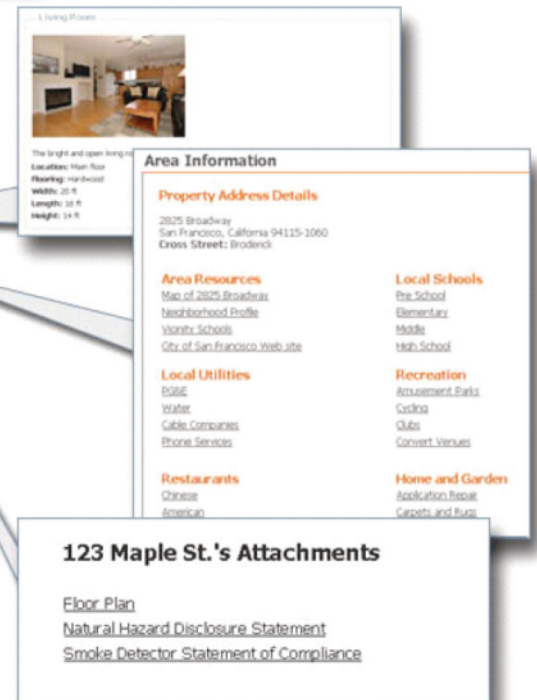 Living Room
The bright and open living ro
Location: Main floor
Flooring: Hardwood
Width: 20 ft
Length: 18 ft
Height: 14 ft
Area Information
Property Address Details
2825 Broadway
San Francisco, California 94115-1060
Cross Street: Broderick
Area Resources
Map of 2825 Broadway
Neighborhood Profile
Vicinity Schools
City of San Francisco Web site
Local Schools
Pre School
Elementary
Middle
High School
Local Utilities
PG&E
Water
Cable Companies
Phone Services
Recreation
Amusement Parks
Cycling
Clubs
Convert Venues
Restaurants
Chinese
American
Home and Garden
Application Repair
Carpets and Rugs
123 Maple St.'s Attachments
Floor Plan
Natural Hazard Disclosure Statement
Smoke Detector Statement of Compliance